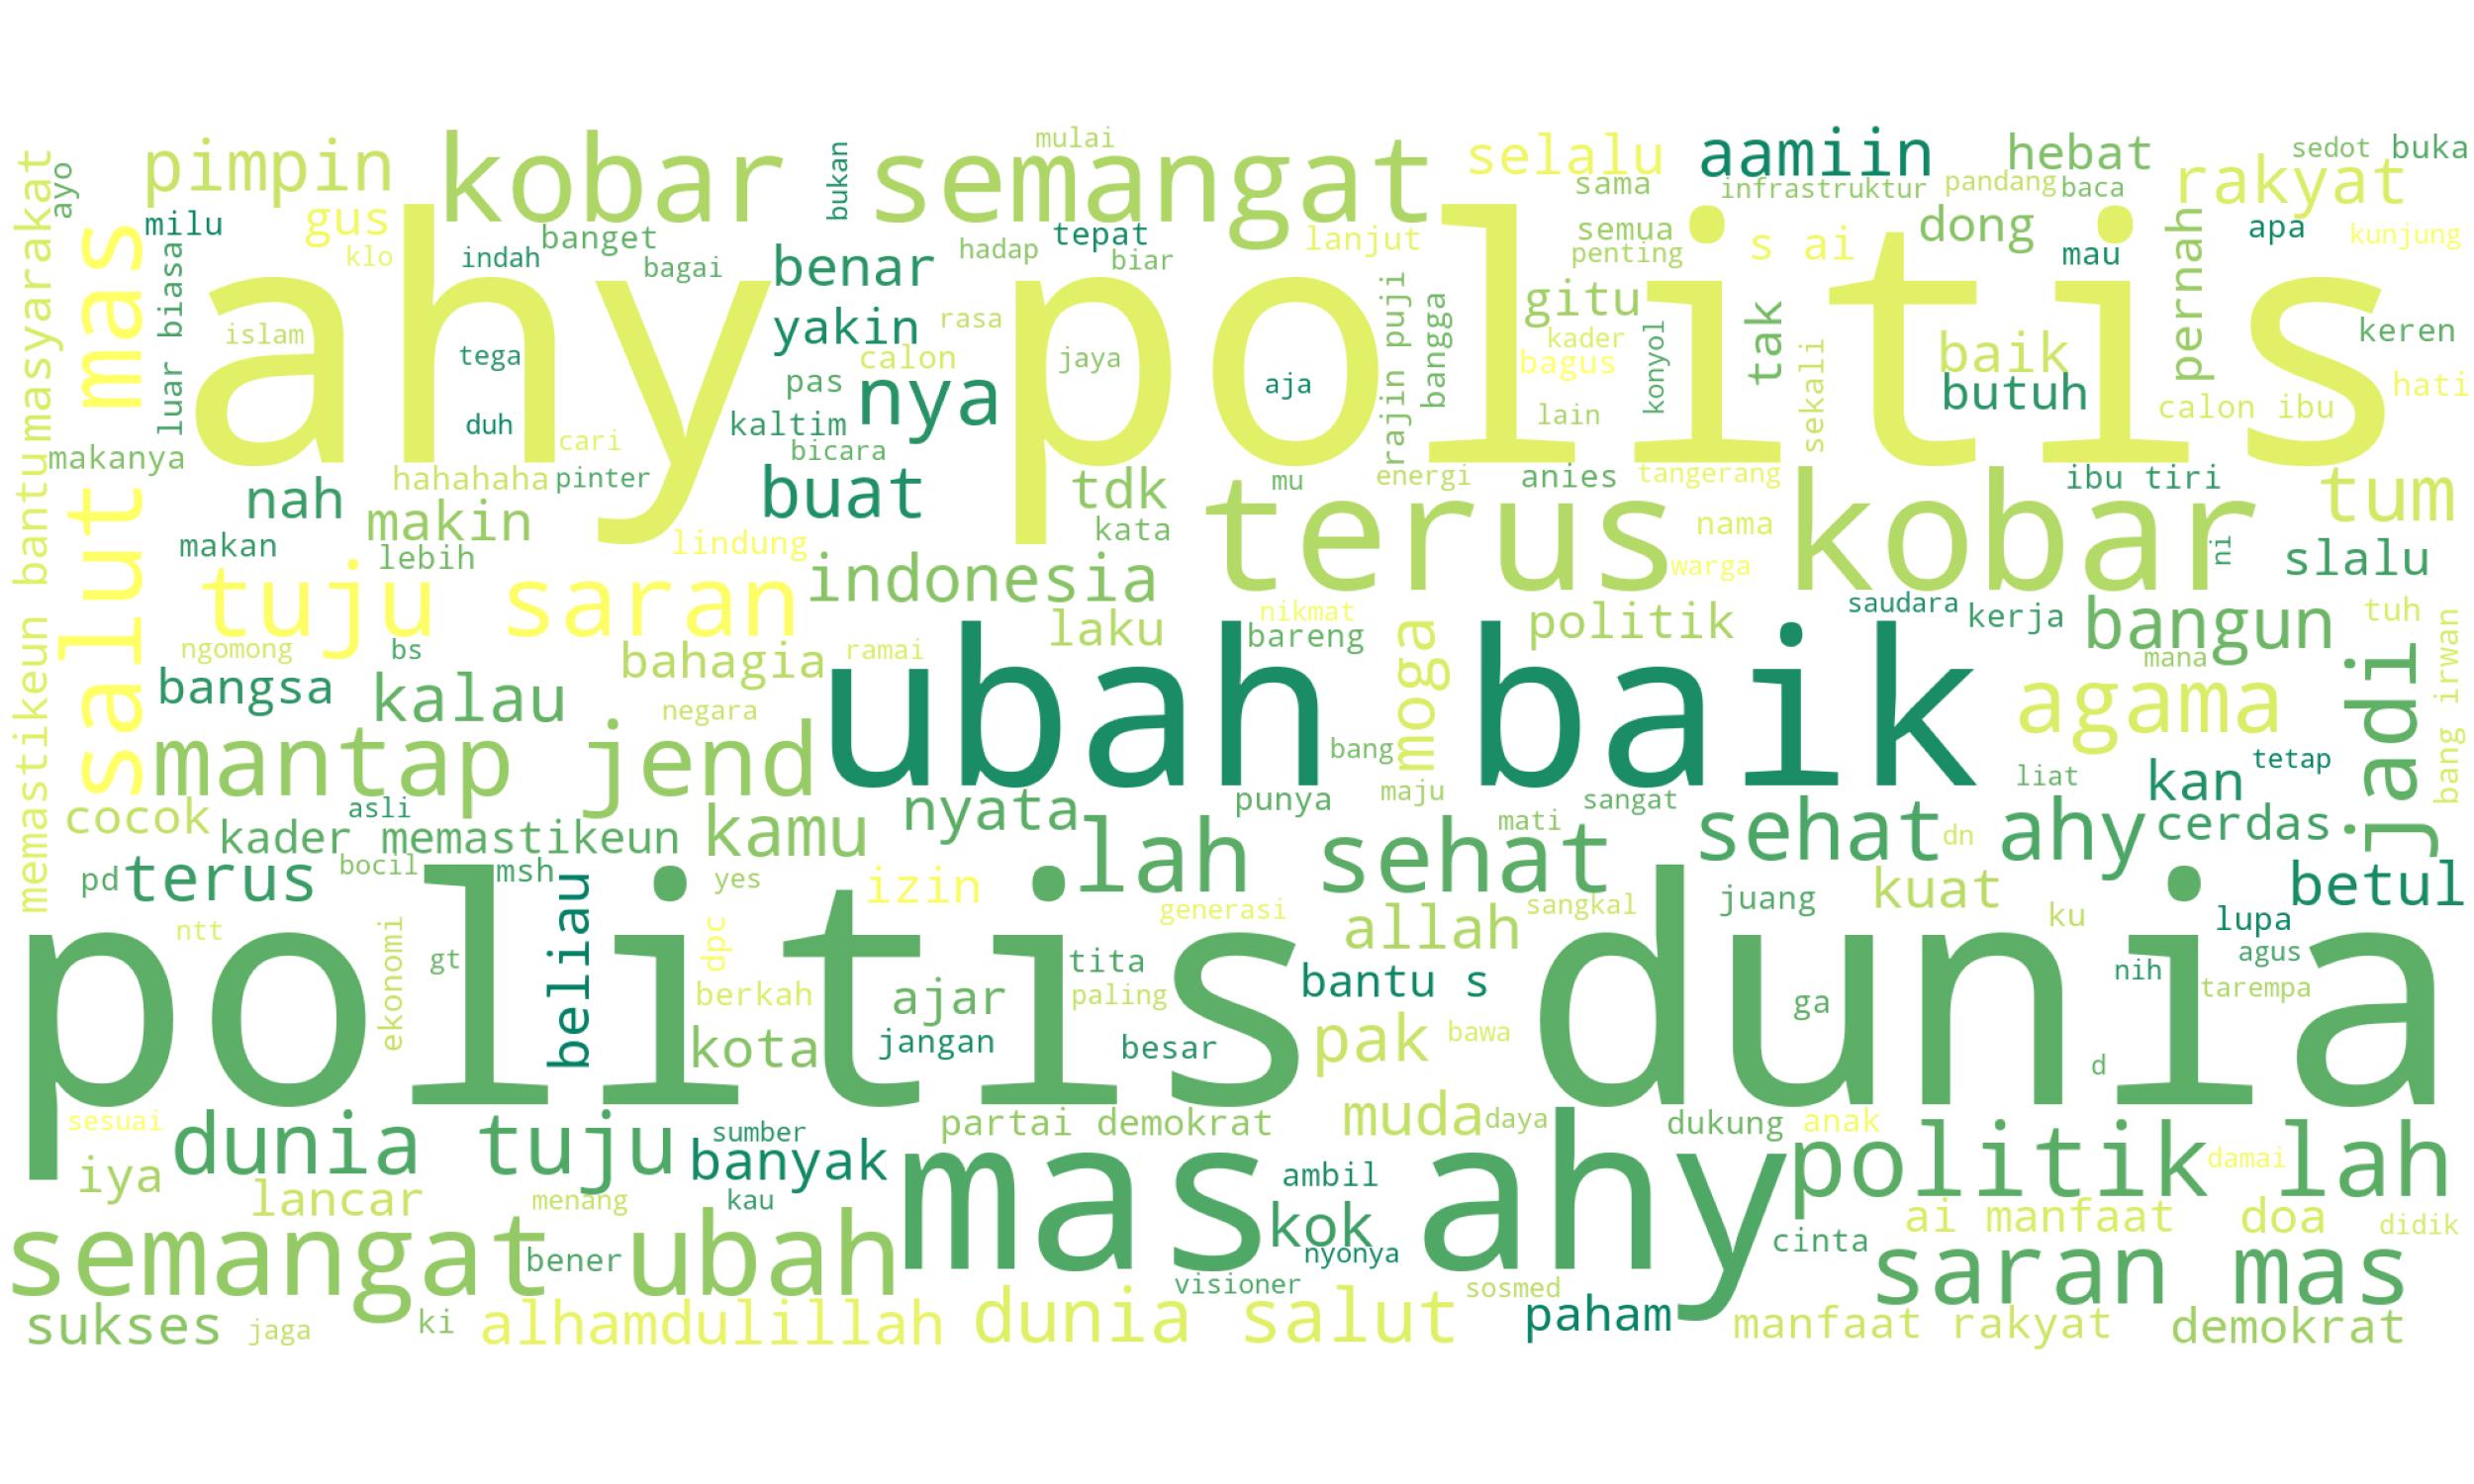 mulai
pimpin
kobar semangat
selalu
aamiin
hebat
sedot
buka
ayo
bukan
sama
infrastruktur
pandang
baca
rakyat
memastikeun bantu
masyarakat
salut mas
milu
gus
banget
tepat
lanjut
semua
dong
apa
kunjung
klo
indah
bagai
benar
hadap
biar
penting
s ai
mau
pernah
luar biasa
ahy politis
islam
tega
yakin
rasa
calon
jaya
rajin puji
bangga
gitu
kader
bagus
konyol
tak
sekali
baik
keren
duh
pas
nya
aja
butuh
hati
kaltim
lain
calon ibu
makanya
cari
bicara
hahahaha
pinter
nah
buat
tdk
mu
energi
anies
tangerang
ibu tiri
tum
makin
kata
terus kobar
nama
makan
lebih
lindung
warga
ni
slalu
tuju saran
indonesia
nikmat
saudara
kerja
bangun
tuh
ngomong
bs
bahagia
ramai
laku
bareng
moga
politik
mana
jadi
bang irwan
bangsa
kalau
negara
ubah baik
agama
mantap jend
bang
liat
kan
tetap
cocok
asli
nyata
punya
maju
sangat
kader memastikeun
kamu
lah sehat
mati
sehat ahy
dn
cerdas
pd
terus
bocil
msh
beliau
yes
izin
kuat
betul
ntt
generasi
sangkal
juang
ku
lupa
ekonomi
gt
dpc
allah
agus
politis dunia
tita
bantu s
nih
tarempa
berkah
ajar
paling
ga
kota
jangan
besar
pak
bawa
d
sesuai
partai demokrat
muda
daya
dukung
anak
dunia tuju
sumber
banyak
mas ahy
politik lah
damai
iya
lancar
menang
kau
ambil
ai manfaat
doa
didik
semangat ubah
bener
kok
nyonya
cinta
saran mas
visioner
sosmed
sukses
jaga
ki
alhamdulillah
dunia salut
paham
manfaat rakyat
demokrat